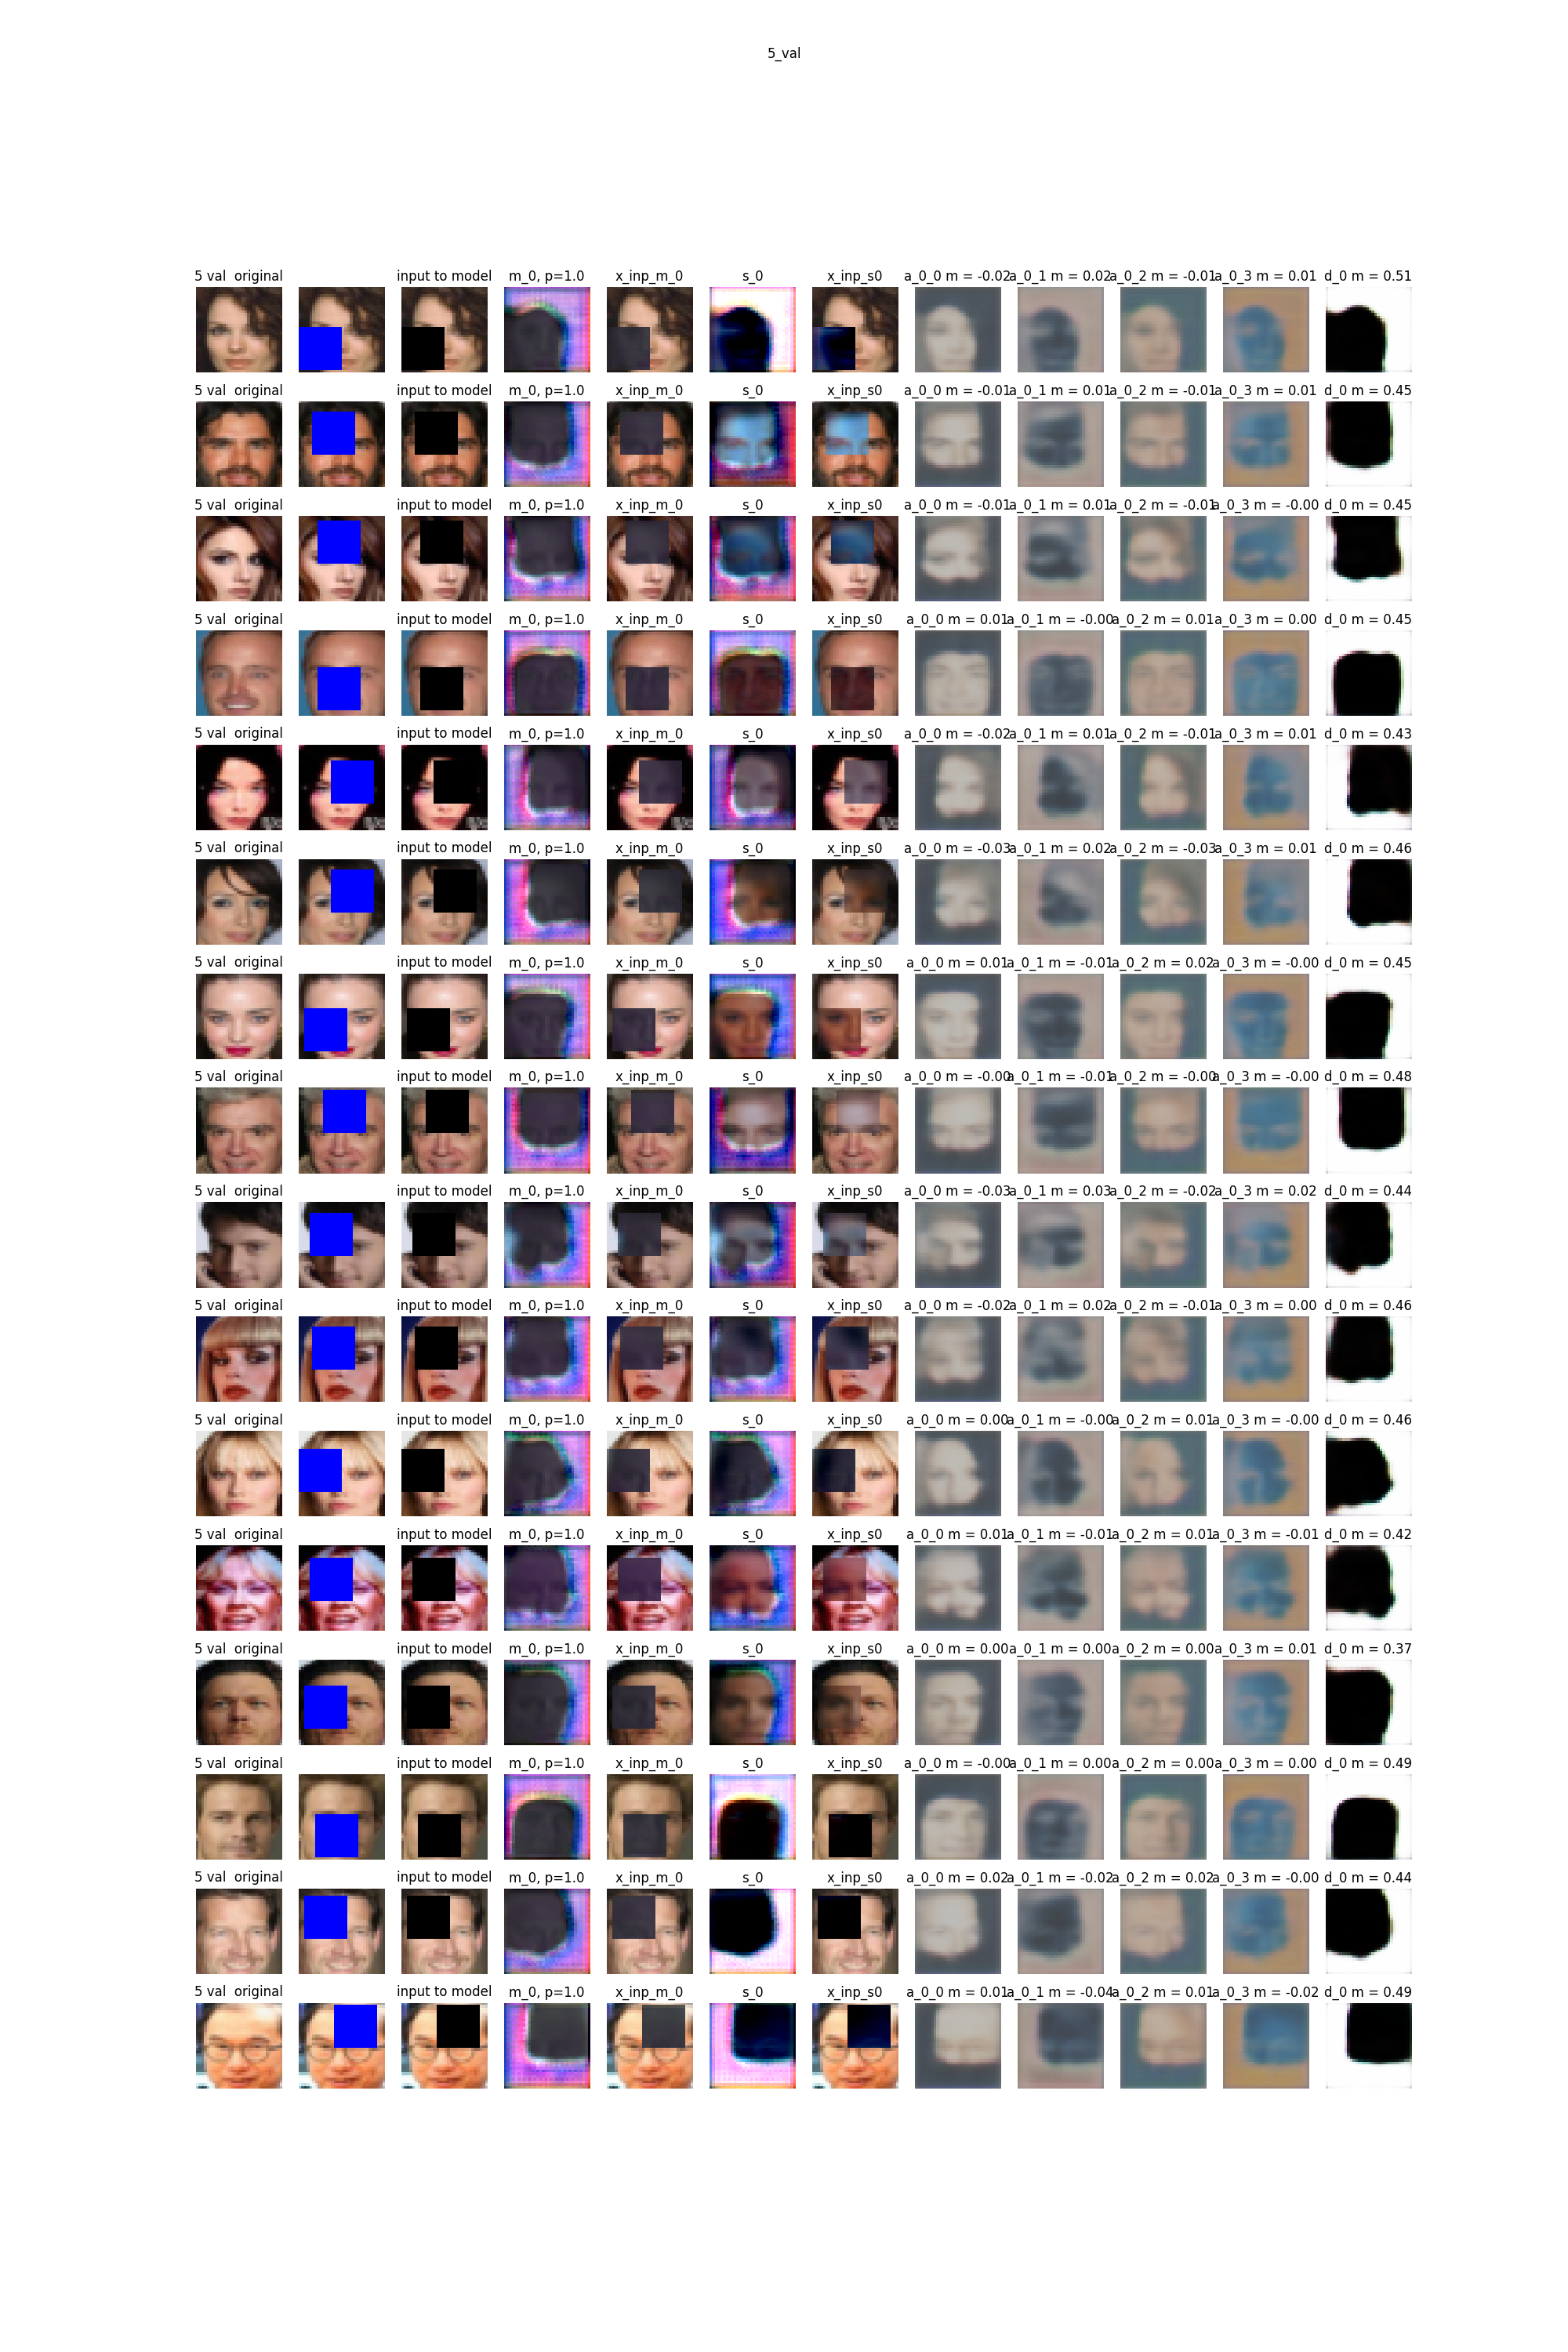 5_val
5 val original input to model m_0, p=1.0 x_inp_m_0 s_0 x_inp_s0 a_0_0 m = -0.02 a_0_1 m = 0.02 a_0_2 m = -0.01 a_0_3 m = 0.01 d_0 m = 0.51
5 val original input to model m_0, p=1.0 x_inp_m_0 s_0 x_inp_s0 a_0_0 m = -0.01 a_0_1 m = 0.01 a_0_2 m = -0.01 a_0_3 m = 0.01 d_0 m = 0.45
5 val original input to model m_0, p=1.0 x_inp_m_0 s_0 x_inp_s0 a_0_0 m = -0.01 a_0_1 m = 0.01 a_0_2 m = -0.01 a_0_3 m = -0.00 d_0 m = 0.45
5 val original input to model m_0, p=1.0 x_inp_m_0 s_0 x_inp_s0 a_0_0 m = 0.01 a_0_1 m = -0.00 a_0_2 m = 0.01 a_0_3 m = 0.00 d_0 m = 0.45
5 val original input to model m_0, p=1.0 x_inp_m_0 s_0 x_inp_s0 a_0_0 m = -0.02 a_0_1 m = 0.01 a_0_2 m = -0.01 a_0_3 m = 0.01 d_0 m = 0.43
5 val original input to model m_0, p=1.0 x_inp_m_0 s_0 x_inp_s0 a_0_0 m = -0.03 a_0_1 m = 0.02 a_0_2 m = -0.03 a_0_3 m = 0.01 d_0 m = 0.46
5 val original input to model m_0, p=1.0 x_inp_m_0 s_0 x_inp_s0 a_0_0 m = 0.01 a_0_1 m = -0.01 a_0_2 m = 0.02 a_0_3 m = -0.00 d_0 m = 0.45
5 val original input to model m_0, p=1.0 x_inp_m_0 s_0 x_inp_s0 a_0_0 m = -0.00 a_0_1 m = -0.01 a_0_2 m = -0.00 a_0_3 m = -0.00 d_0 m = 0.48
5 val original input to model m_0, p=1.0 x_inp_m_0 s_0 x_inp_s0 a_0_0 m = -0.03 a_0_1 m = 0.03 a_0_2 m = -0.02 a_0_3 m = 0.02 d_0 m = 0.44
5 val original input to model m_0, p=1.0 x_inp_m_0 s_0 x_inp_s0 a_0_0 m = -0.02 a_0_1 m = 0.02 a_0_2 m = -0.01 a_0_3 m = 0.00 d_0 m = 0.46
5 val original input to model m_0, p=1.0 x_inp_m_0 s_0 x_inp_s0 a_0_0 m = 0.00 a_0_1 m = -0.00 a_0_2 m = 0.01 a_0_3 m = -0.00 d_0 m = 0.46
5 val original input to model m_0, p=1.0 x_inp_m_0 s_0 x_inp_s0 a_0_0 m = 0.01 a_0_1 m = -0.01 a_0_2 m = 0.01 a_0_3 m = -0.01 d_0 m = 0.42
5 val original input to model m_0, p=1.0 x_inp_m_0 s_0 x_inp_s0 a_0_0 m = 0.00 a_0_1 m = 0.00 a_0_2 m = 0.00 a_0_3 m = 0.01 d_0 m = 0.37
5 val original input to model m_0, p=1.0 x_inp_m_0 s_0 x_inp_s0 a_0_0 m = -0.00 a_0_1 m = 0.00 a_0_2 m = 0.00 a_0_3 m = 0.00 d_0 m = 0.49
5 val original input to model m_0, p=1.0 x_inp_m_0 s_0 x_inp_s0 a_0_0 m = 0.02 a_0_1 m = -0.02 a_0_2 m = 0.02 a_0_3 m = -0.00 d_0 m = 0.44
5 val original input to model m_0, p=1.0 x_inp_m_0 s_0 x_inp_s0 a_0_0 m = 0.01 a_0_1 m = -0.04 a_0_2 m = 0.01 a_0_3 m = -0.02 d_0 m = 0.49